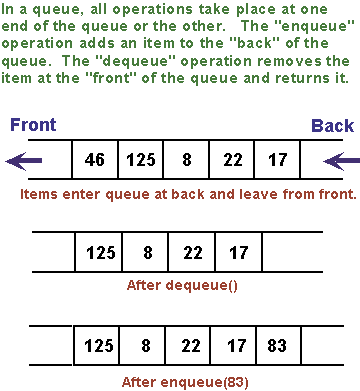 In a queue, all operations take place at one
end of the queue or the other. The "enqueue"
operation adds an item to the "back" of the
queue. The "dequeue" operation removes the
item at the "front" of the queue and returns it.
Front Back
46 125 8 22 17
Items enter queue at back and leave from front.
125 8 22 17
After dequeue()
125 8 22 17 83
After enqueue(83)